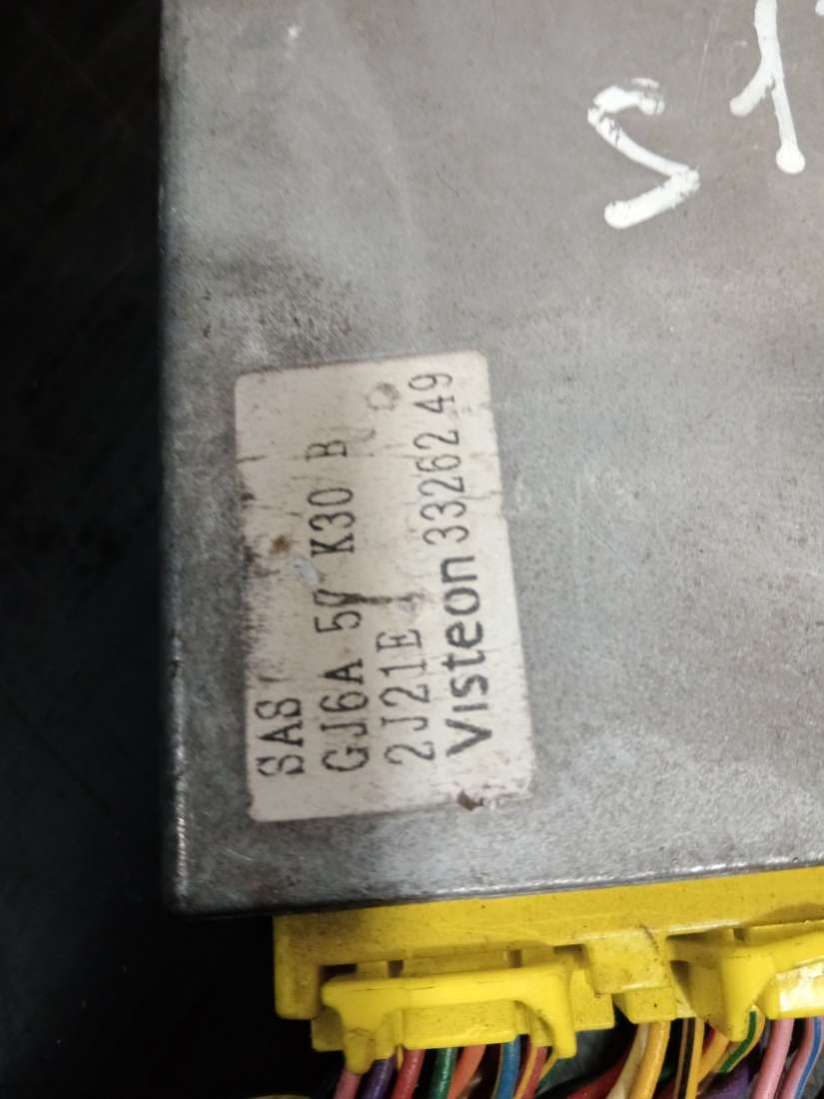 SAS
GJ6A 57 K30 B
2J21E
Visteon 33262 49
S